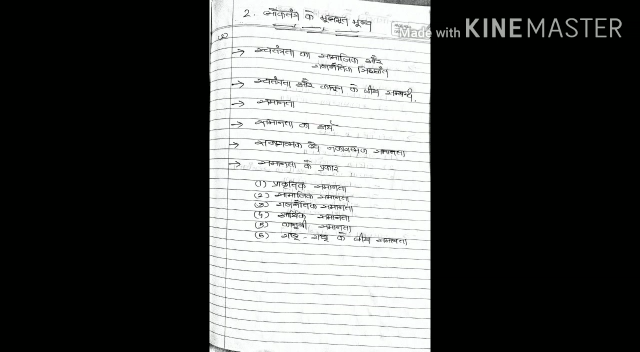 2. लोकतंत्र के मूलभूत मूल्य
Made with KINEMASTER
→ स्वतंत्रता का सामाजिक और
राजनैतिक सिद्धांत
→ स्वतंत्रता और कानून के बीच सम्बन्ध.
→ समानता
→ समानता का अर्थ
→ सकारात्मक एवं नकारात्मक समानता
→ समानता के प्रकार
(1) प्राकृतिक समानता
(2) सामाजिक समानता
(3) राजनैतिक समानता
(4) आर्थिक समानता
(5) कानूनी समानता
(6) राष्ट्र - राष्ट्र के बीच समानता